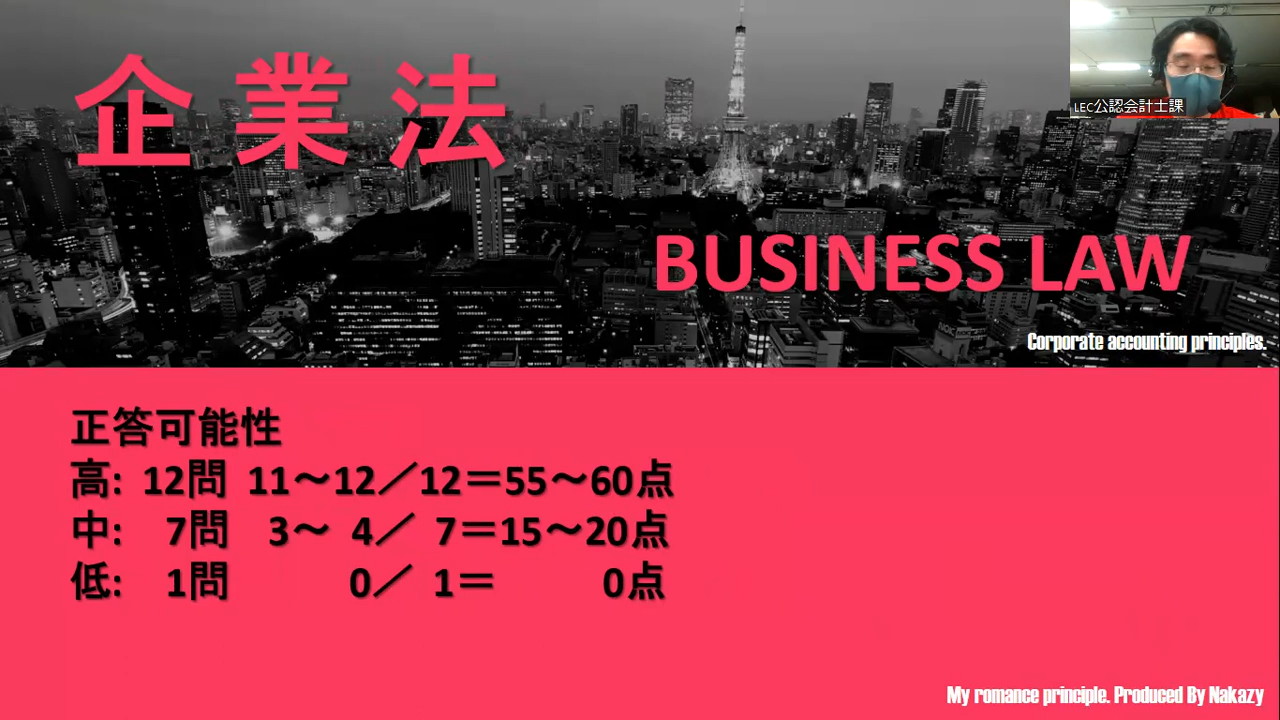 企業法
LEC公認会計士課
BUSINESS LAW
Corporate accounting principles.
正答可能性
高: 12問 11～12／12＝55～60点
中: 7問 3～ 4／ 7＝15～20点
低: 1問 0／ 1＝ 0点
My romance principle. Produced By Nakazy